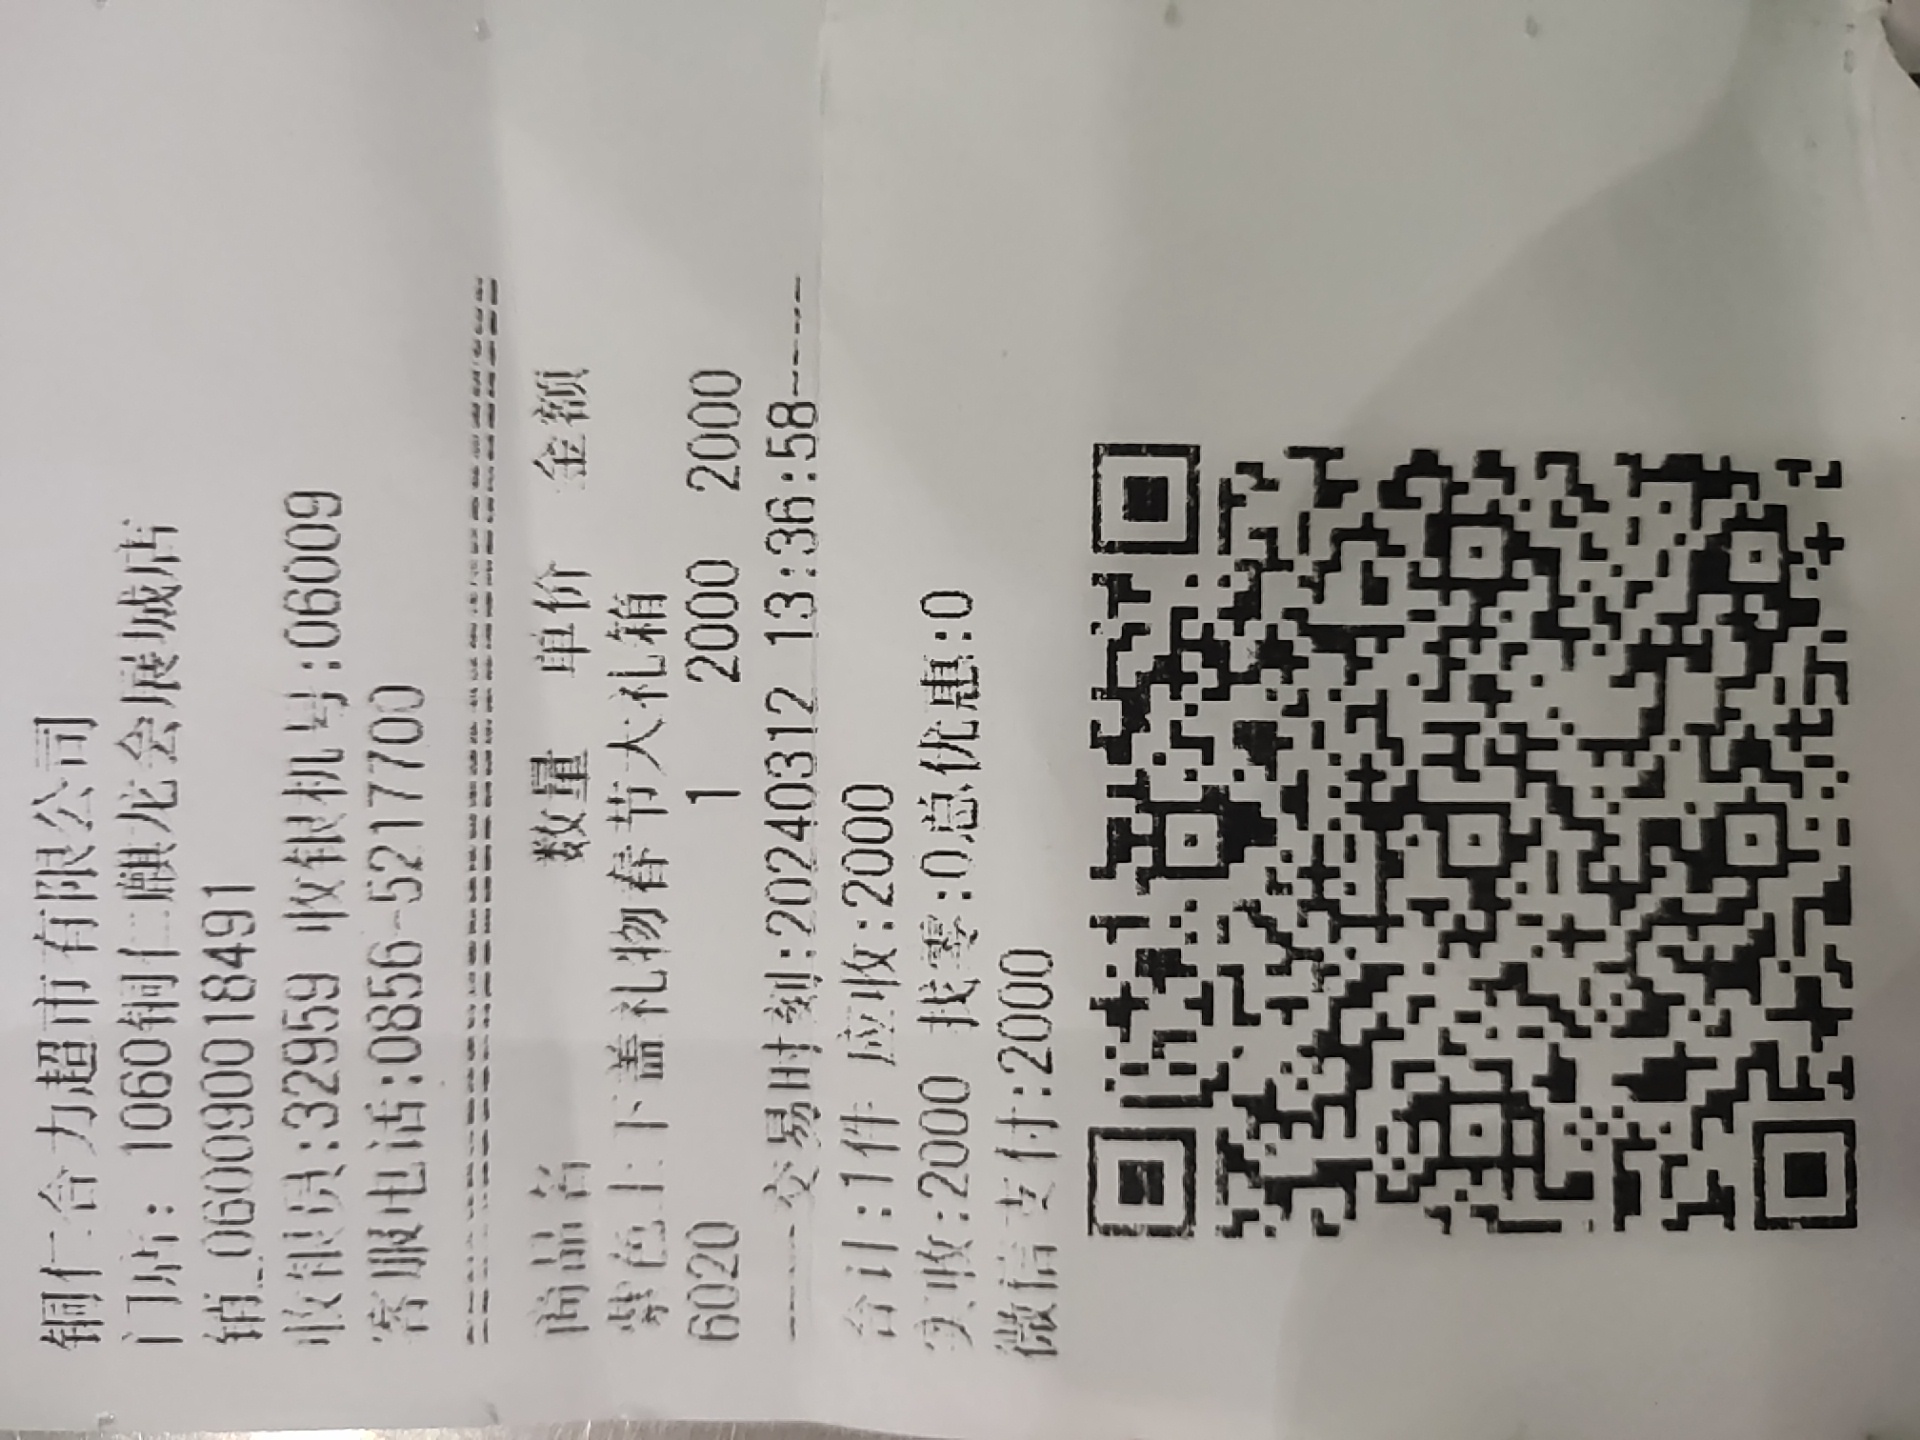 铜仁合力超市有限公司
门店: 1060铜仁麒龙会展城店
销_060090018491
收银员:32959 收银机号:06009
客服电话:0856-5217700
商品名 数量 单价 金额
紫色上下盖礼物春节大礼箱
6020 1 2000 2000
-----交易时刻:20240312 13:36:58-----
合计:1件 应收:2000
实收:2000 找零:0总优惠:0
微信支付:2000